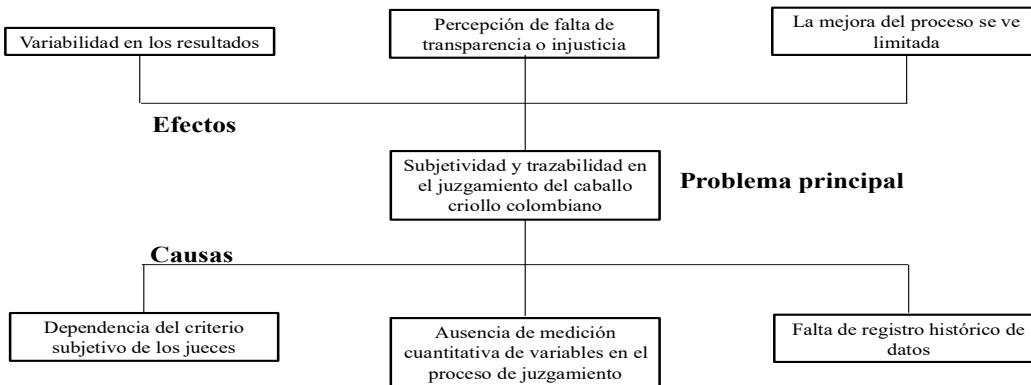 Variabilidad en los resultados
Percepción de falta de
transparencia o injusticia
La mejora del proceso se ve
limitada
Efectos
Subjetividad y trazabilidad en
el juzgamiento del caballo
criollo colombiano
Problema principal
Causas
Dependencia del criterio
subjetivo de los jueces
Ausencia de medición
cuantitativa de variables en el
proceso de juzgamiento
Falta de registro histórico de
datos